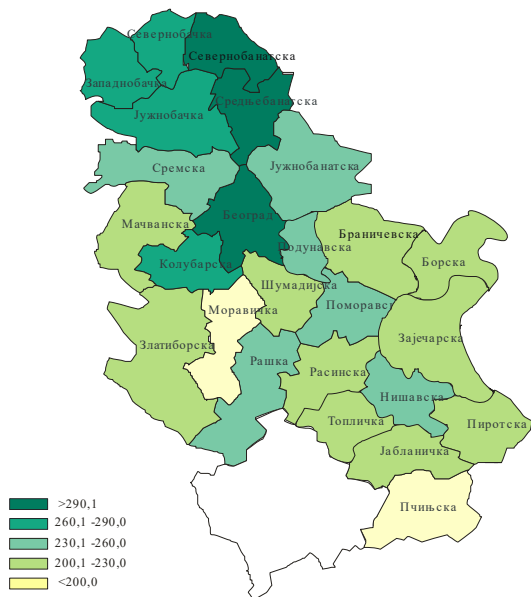 Севернобачка
Севернобанатска
Западнобачка
Средњебанатска
Јужнобачка
Сремска
Јужнобанатска
Мачванска
Београд
Браничевска
Подунавска
Борска
Колубарска
Шумадијска
Моравичка
Поморавс
Златиборска
Зајечарска
Рашка
Расинска
Нишавска
Топличка
Пиротска
Јабланичка
Пчињска
>290,1
260,1 -290,0
230,1 -260,0
200,1 -230,0
<200,0